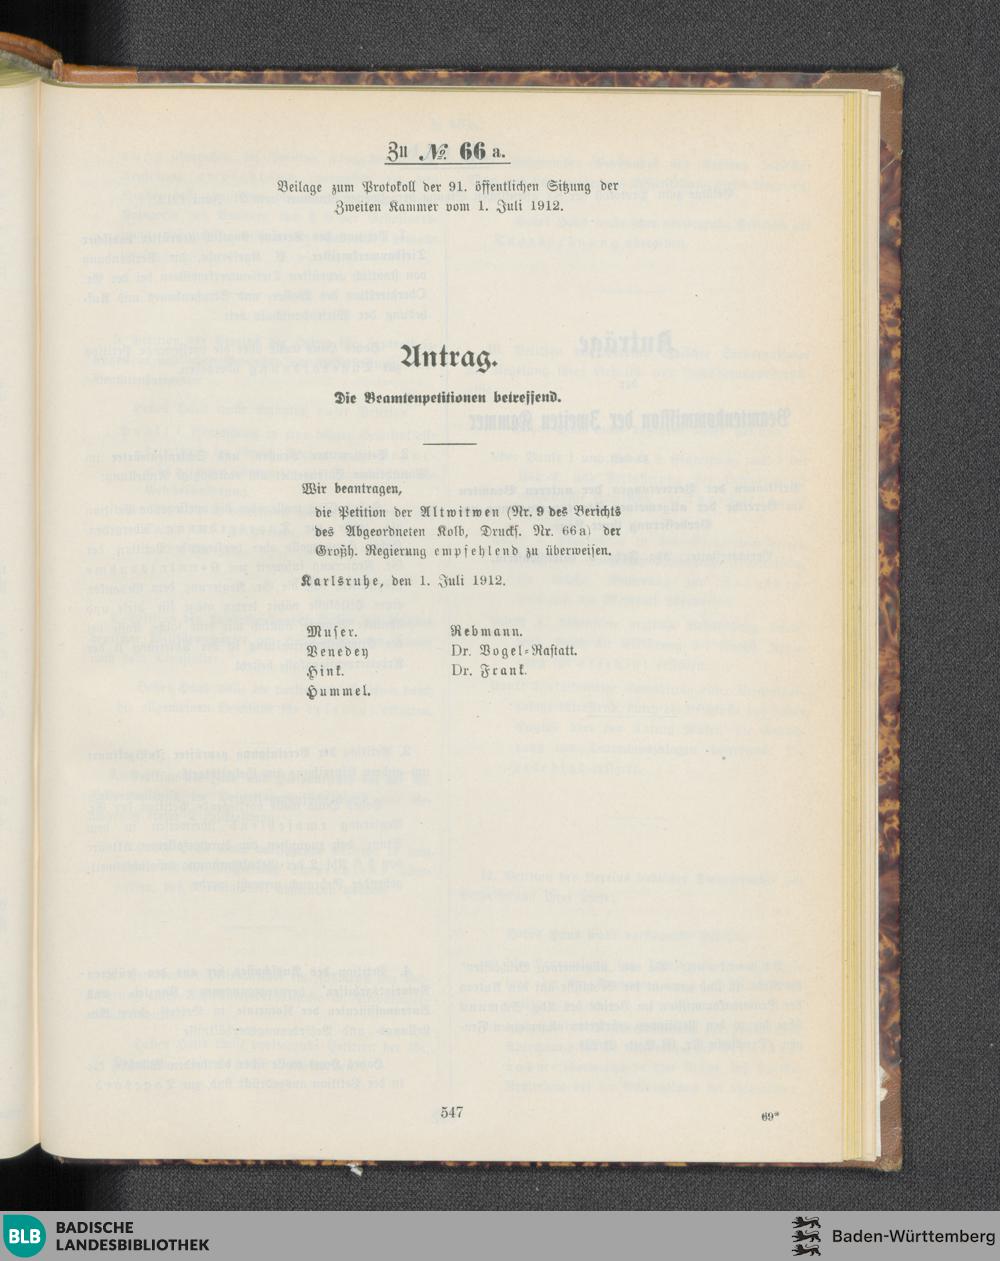 Zu № 66 a.
Beilage zum Protokoll der 91. öffentlichen Sitzung der
Zweiten Kammer vom 1. Juli 1912.
Antrag.
Die Beamtenpetitionen betreffend.
Wir beantragen,
die Petition der Altwitwen (Nr. 9 des Berichts
des Abgeordneten Kolb, Drucks. Nr. 66 a) der
Großh. Regierung empfehlend zu überweisen.
Karlsruhe, den 1. Juli 1912.
Muser. Rebmann.
Venedey Dr. Vogel-Rastatt.
Hink. Dr. Frank.
Hummel.
547
69*
BLB BADISCHE
LANDESBIBLIOTHEK
Baden-Württemberg